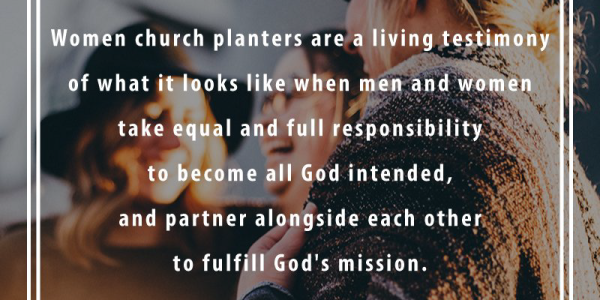 Women church planters are a living testimony
of what it looks like when men and women
take equal and full responsibility
to become all God intended,
and partner alongside each other
to fulfill God's mission.